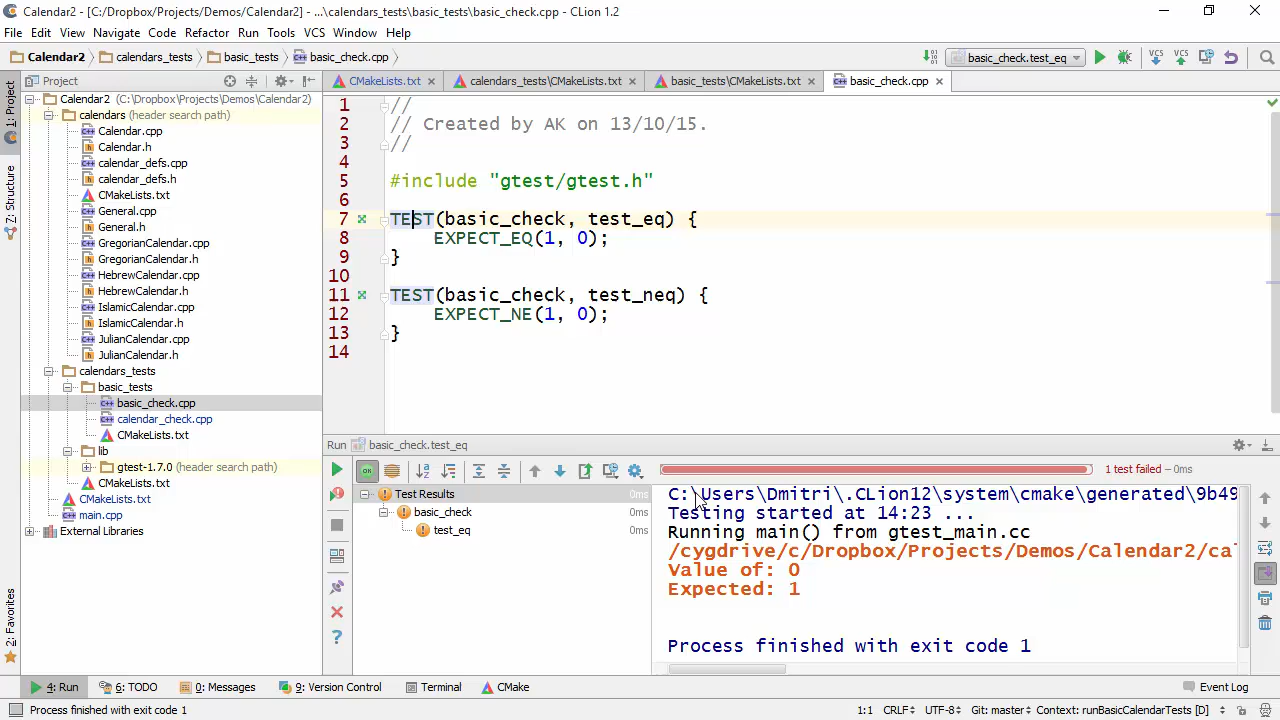 Calendar2 - [C:/Dropbox/Projects/Demos/Calendar2] - ...\calendars_tests\basic_tests\basic_check.cpp - CLion 1.2
File Edit View Navigate Code Refactor Run Tools VCS Window Help
Calendar2 calendars_tests basic_tests basic_check.cpp basic_check.test_eq VCS VCS
1: Project
7: Structure
2: Favorites
Project
Calendar2 (C:\Dropbox\Projects\Demos\Calendar2)
calendars (header search path)
Calendar.cpp
Calendar.h
calendar_defs.cpp
calendar_defs.h
CMakeLists.txt
General.cpp
General.h
GregorianCalendar.cpp
GregorianCalendar.h
HebrewCalendar.cpp
HebrewCalendar.h
IslamicCalendar.cpp
IslamicCalendar.h
JulianCalendar.cpp
JulianCalendar.h
calendars_tests
basic_tests
basic_check.cpp
calendar_check.cpp
CMakeLists.txt
lib
gtest-1.7.0 (header search path)
CMakeLists.txt
CMakeLists.txt
main.cpp
External Libraries
CMakeLists.txt calendars_tests\CMakeLists.txt basic_tests\CMakeLists.txt basic_check.cpp
1 //
2 // Created by AK on 13/10/15.
3 //
4
5 #include "gtest/gtest.h"
6
7 TEST(basic_check, test_eq) {
8 EXPECT_EQ(1, 0);
9 }
10
11 TEST(basic_check, test_neq) {
12 EXPECT_NE(1, 0);
13 }
14
Run basic_check.test_eq
1 test failed – 0ms
Test Results 0ms
basic_check 0ms
test_eq 0ms
C:\Users\Dmitri\.CLion12\system\cmake\generated\9b49
Testing started at 14:23 ...
Running main() from gtest_main.cc
/cygdrive/c/Dropbox/Projects/Demos/Calendar2/cal
Value of: 0
Expected: 1
Process finished with exit code 1
4: Run 6: TODO 0: Messages 9: Version Control Terminal CMake Event Log
Process finished with exit code 1 1:1 CRLF UTF-8 Git: master Context: runBasicCalendarTests [D]